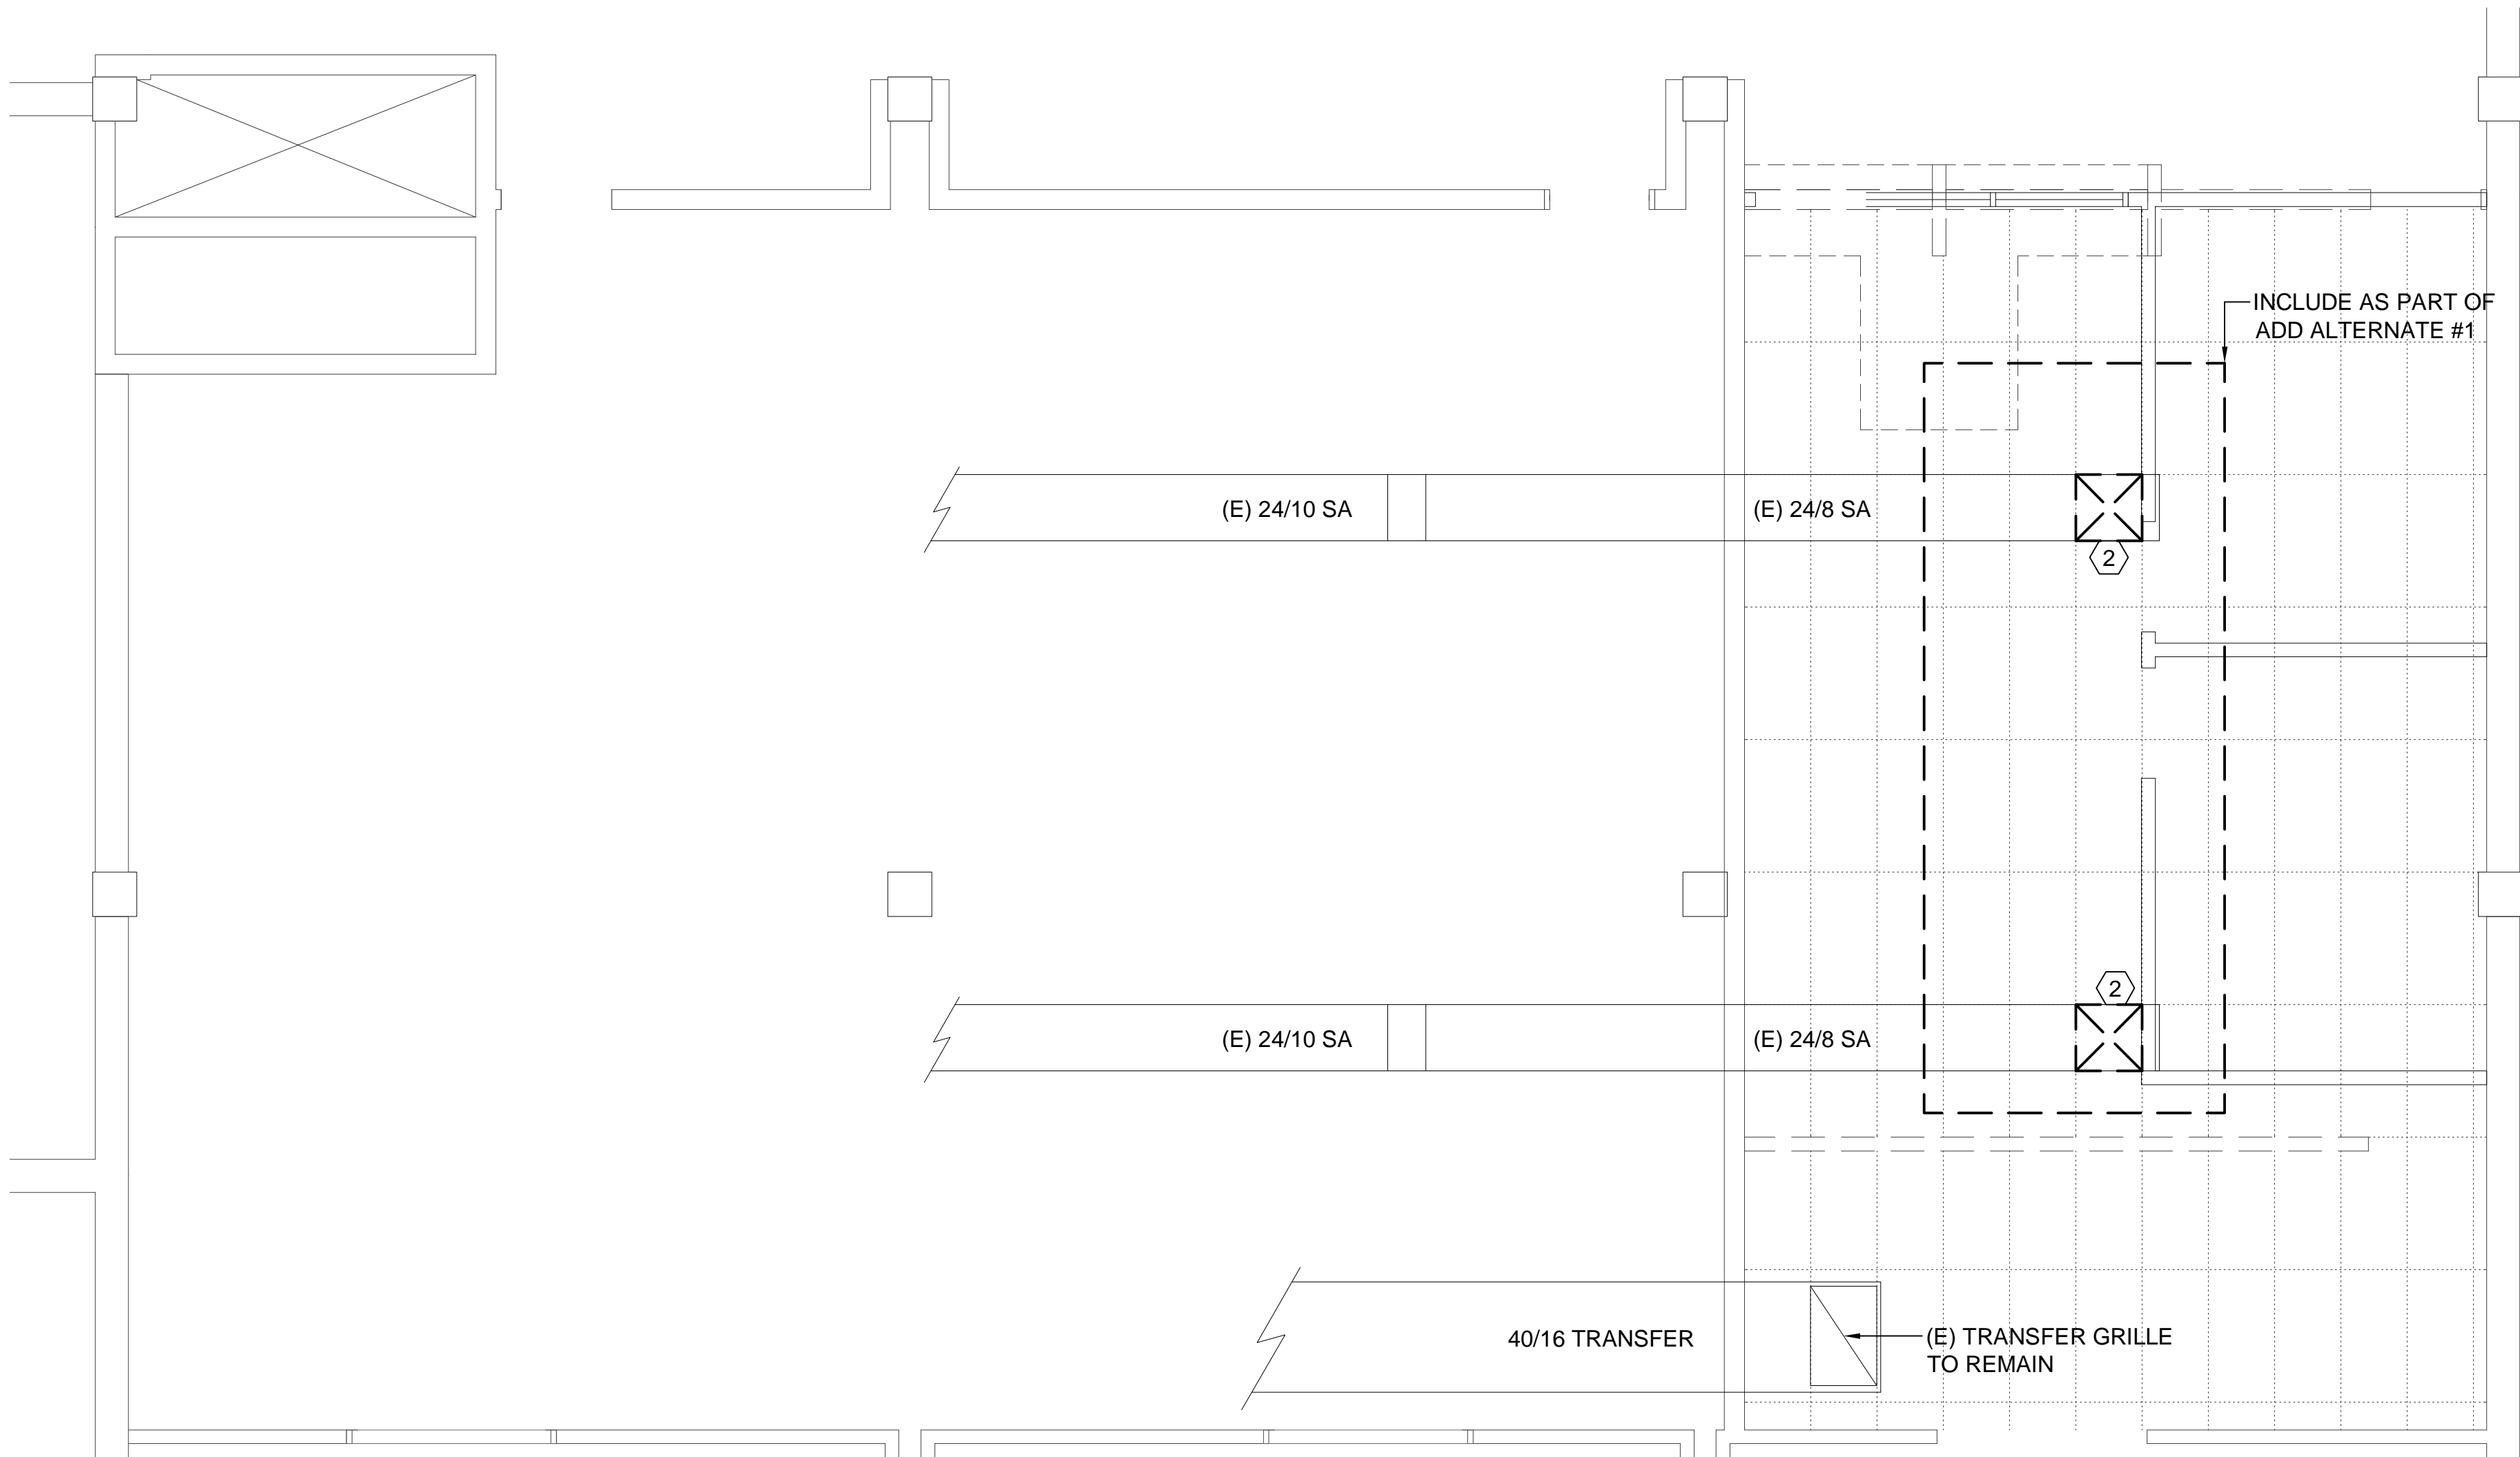 INCLUDE AS PART OF
ADD ALTERNATE #1
(E) 24/10 SA
(E) 24/8 SA
2
2
(E) 24/10 SA
(E) 24/8 SA
40/16 TRANSFER
(E) TRANSFER GRILLE
TO REMAIN